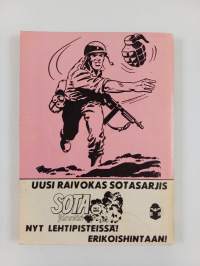 UUSI RAIVOKAS SOTASARJIS
SOTA
NYT LEHTIPISTEISSÄ!
ERIKOISHINTAAN!